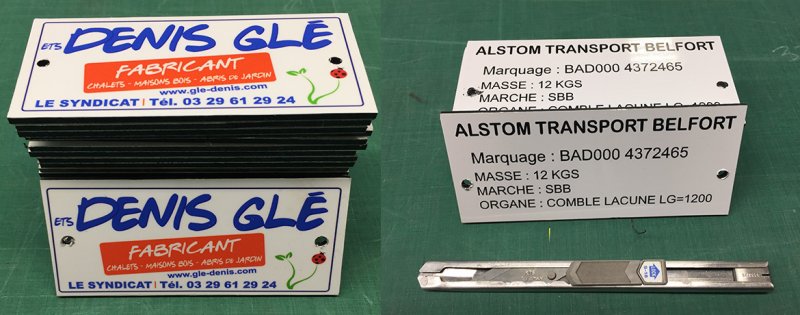 ETS DENIS GLÉ
FABRICANT
CHALETS - MAISONS BOIS - ABRIS DE JARDIN
www.gle-denis.com
LE SYNDICAT | Tél. 03 29 61 29 24
ETS DENIS GLÉ
FABRICANT
CHALETS - MAISONS BOIS - ABRIS DE JARDIN
www.gle-denis.com
LE SYNDICAT | Tél. 03 29 61 29 24
ALSTOM TRANSPORT BELFORT
Marquage : BAD000 4372465
MASSE : 12 KGS
MARCHE : SBB
ORGANE : COMBLE LACUNE
ALSTOM TRANSPORT BELFORT
Marquage : BAD000 4372465
MASSE : 12 KGS
MARCHE : SBB
ORGANE : COMBLE LACUNE LG=1200